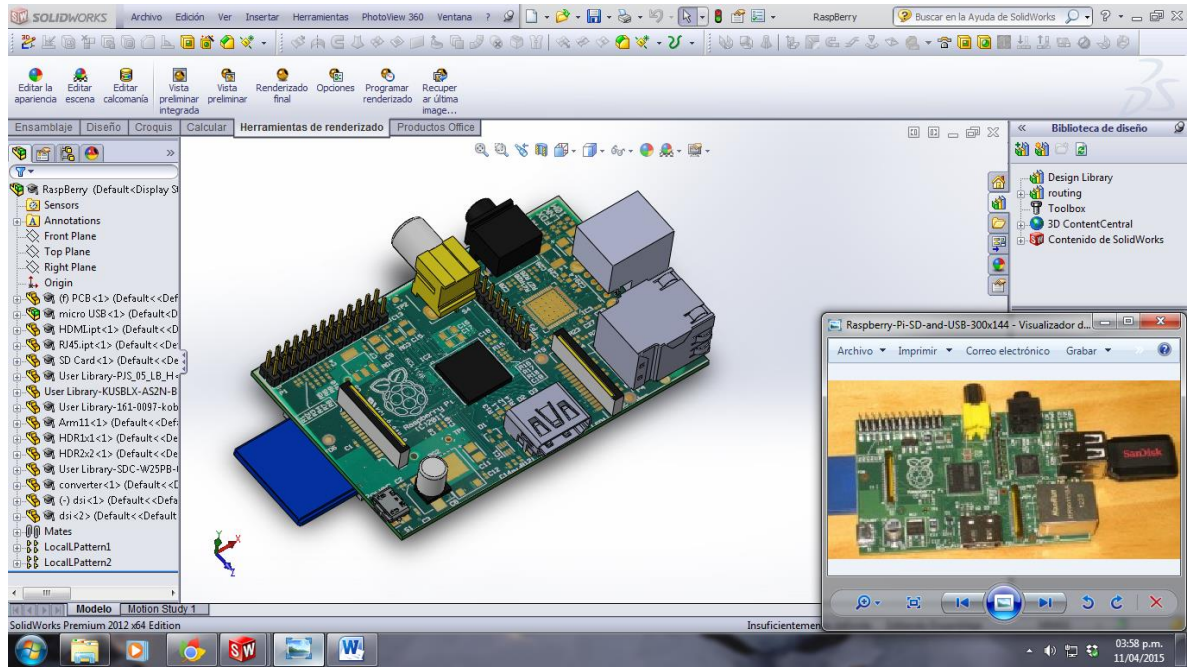 SOLIDWORKS Archivo Edición Ver Insertar Herramientas PhotoView 360 Ventana ? RaspBerry Buscar en la Ayuda de SolidWorks
Editar la apariencia
Editar escena
Editar calcomanía
Vista preliminar integrada
Vista preliminar
Renderizado final
Opciones
Programar renderizado
Recuper ar última image...
Ensamblaje Diseño Croquis Calcular Herramientas de renderizado Productos Office
RaspBerry (Default<Display S
Sensors
Annotations
Front Plane
Top Plane
Right Plane
Origin
(f) PCB<1> (Default<<Def
micro USB<1> (Default<<D
HDMI.ipt<1> (Default<<D
RJ45.ipt<1> (Default<<De
SD Card<1> (Default<<De
User Library-PJS_05_LB_H<
User Library-KUSBLX-AS2N-B
User Library-161-0097-kob
Arm11<1> (Default<<Def
HDR1x1<1> (Default<<De
HDR2x2<1> (Default<<De
User Library-SDC-W25PB-
converter<1> (Default<<D
(-) dsi<1> (Default<<Defa
dsi<2> (Default<<Default
Mates
LocalLPattern1
LocalLPattern2
Raspberry Pi
(C)2011
Y
X
Z
Biblioteca de diseño
Design Library
routing
Toolbox
3D ContentCentral
Contenido de SolidWorks
Raspberry-Pi-SD-and-USB-300x144 - Visualizador d...
Archivo Imprimir Correo electrónico Grabar
SanDisk
Modelo Motion Study 1
SolidWorks Premium 2012 x64 Edition Insuficientemen
03:58 p.m.
11/04/2015